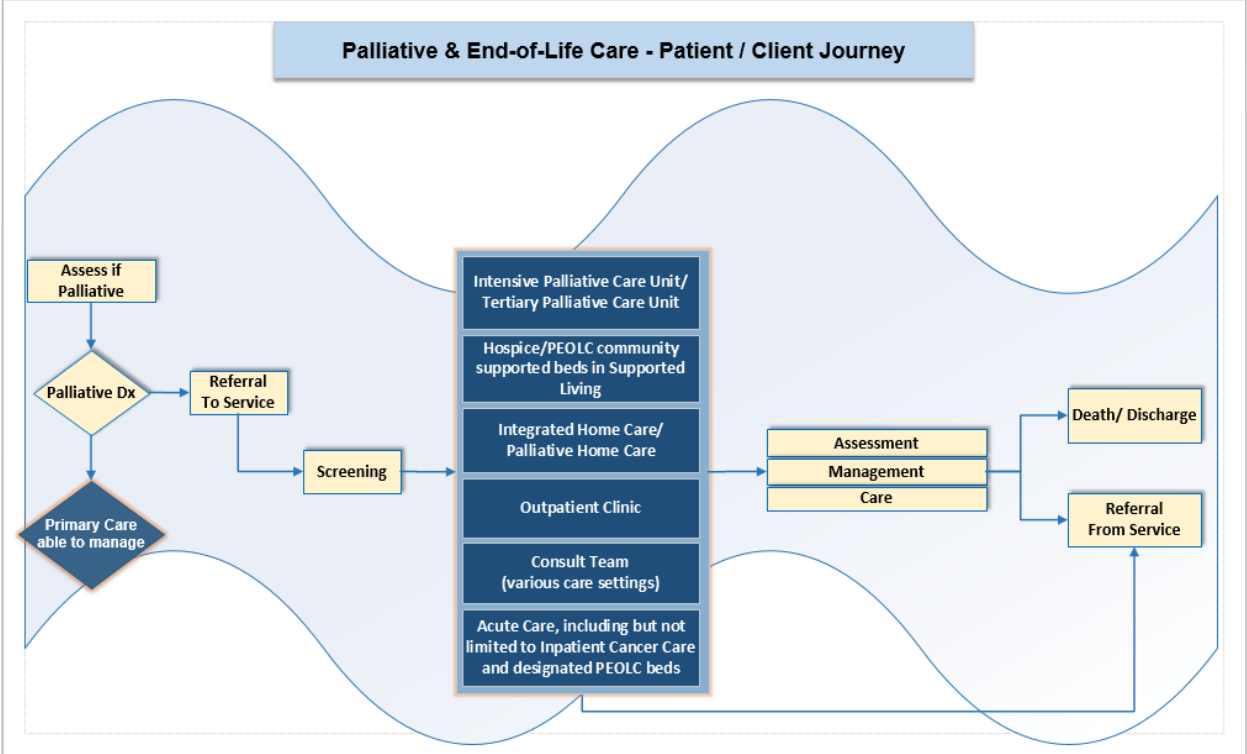 Palliative & End-of-Life Care - Patient / Client Journey
Assess if
Palliative
Palliative Dx
Primary Care
able to manage
Referral
To Service
Screening
Intensive Palliative Care Unit/
Tertiary Palliative Care Unit
Hospice/PEOLC community
supported beds in Supported
Living
Integrated Home Care/
Palliative Home Care
Outpatient Clinic
Consult Team
(various care settings)
Acute Care, including but not
limited to Inpatient Cancer Care
and designated PEOLC beds
Assessment
Management
Care
Death/ Discharge
Referral
From Service